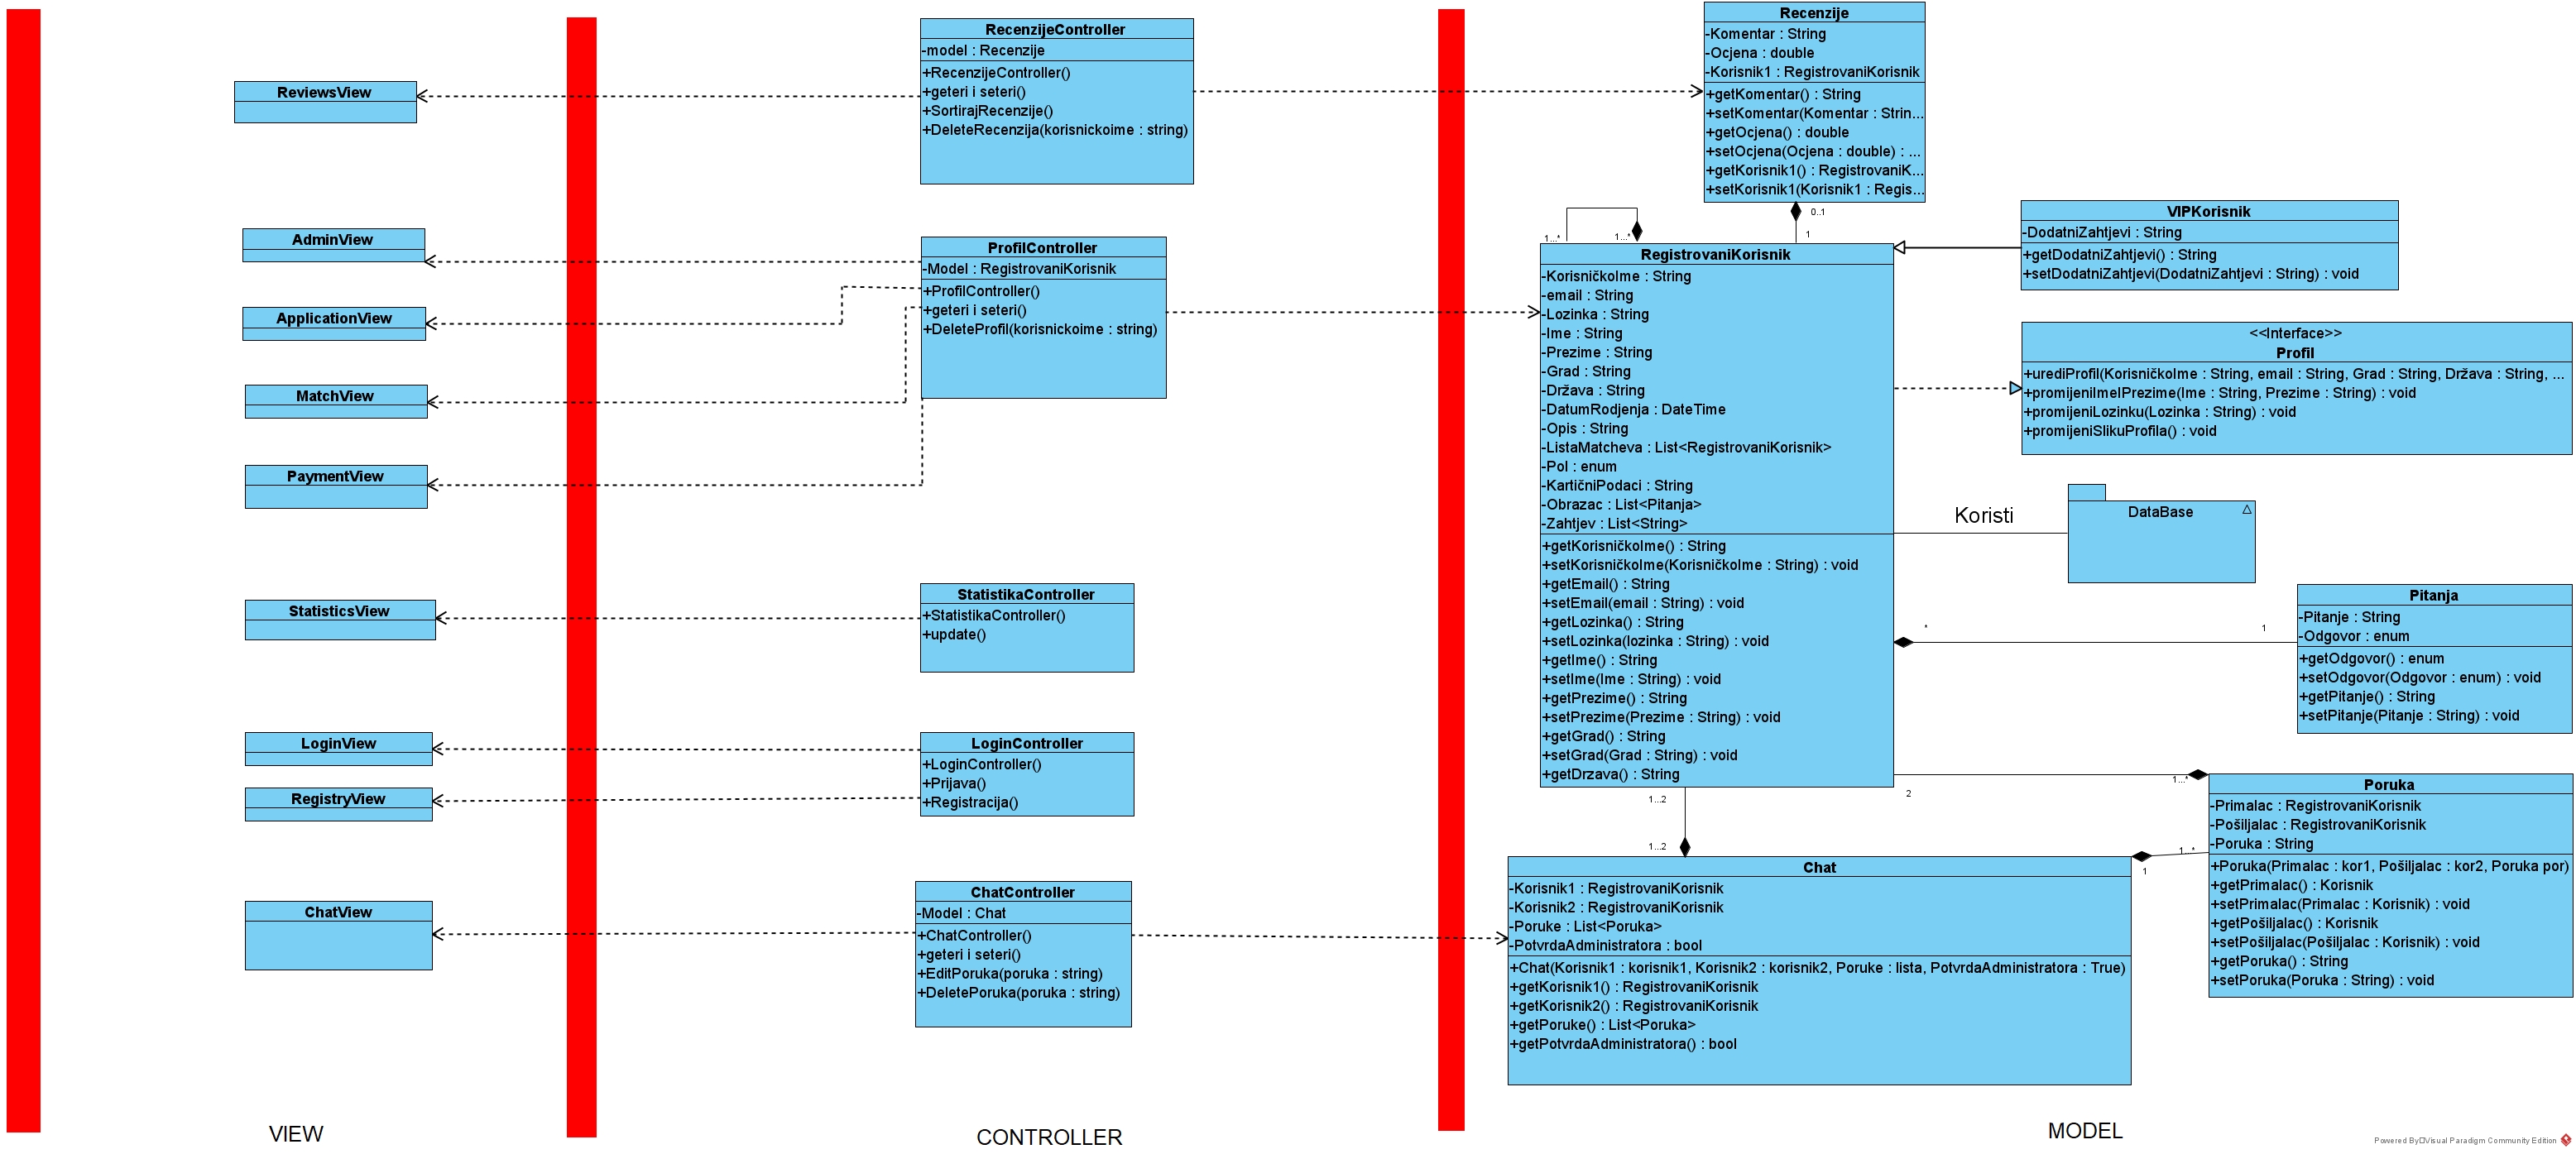 ReviewsView
AdminView
ApplicationView
MatchView
PaymentView
StatisticsView
LoginView
RegistryView
ChatView
VIEW
RecenzijeController
-model : Recenzije
+RecenzijeController()
+geteri i seteri()
+SortirajRecenzije()
+DeleteRecenzija(korisnickoime : string)
ProfilController
-Model : RegistrovaniKorisnik
+ProfilController()
+geteri i seteri()
+DeleteProfil(korisnickoime : string)
StatistikaController
+StatistikaController()
+update()
LoginController
+LoginController()
+Prijava()
+Registracija()
ChatController
-Model : Chat
+ChatController()
+geteri i seteri()
+EditPoruka(poruka : string)
+DeletePoruka(poruka : string)
CONTROLLER
Recenzije
-Komentar : String
-Ocjena : double
-Korisnik1 : RegistrovaniKorisnik
+getKomentar() : String
+setKomentar(Komentar : Strin...
+getOcjena() : double
+setOcjena(Ocjena : double) : ...
+getKorisnik1() : RegistrovaniK...
+setKorisnik1(Korisnik1 : Regis...
0..1
1
1...*
1...*
RegistrovaniKorisnik
-KorisničkoIme : String
-email : String
-Lozinka : String
-Ime : String
-Prezime : String
-Grad : String
-Država : String
-DatumRodjenja : DateTime
-Opis : String
-ListaMatcheva : List<RegistrovaniKorisnik>
-Pol : enum
-KartičniPodaci : String
-Obrazac : List<Pitanja>
-Zahtjev : List<String>
+getKorisničkoIme() : String
+setKorisničkoIme(KorisničkoIme : String) : void
+getEmail() : String
+setEmail(email : String) : void
+getLozinka() : String
+setLozinka(lozinka : String) : void
+getIme() : String
+setIme(Ime : String) : void
+getPrezime() : String
+setPrezime(Prezime : String) : void
+getGrad() : String
+setGrad(Grad : String) : void
+getDrzava() : String
VIPKorisnik
-DodatniZahtjevi : String
+getDodatniZahtjevi() : String
+setDodatniZahtjevi(DodatniZahtjevi : String) : void
<<Interface>>
Profil
+urediProfil(KorisničkoIme : String, email : String, Grad : String, Država : String, ...
+promijeniImeIPrezime(Ime : String, Prezime : String) : void
+promijeniLozinku(Lozinka : String) : void
+promijeniSlikuProfila() : void
Koristi
DataBase
* 1
Pitanja
-Pitanje : String
-Odgovor : enum
+getOdgovor() : enum
+setOdgovor(Odgovor : enum) : void
+getPitanje() : String
+setPitanje(Pitanje : String) : void
2
1...*
Poruka
-Primalac : RegistrovaniKorisnik
-Pošiljalac : RegistrovaniKorisnik
-Poruka : String
+Poruka(Primalac : kor1, Pošiljalac : kor2, Poruka por)
+getPrimalac() : Korisnik
+setPrimalac(Primalac : Korisnik) : void
+getPošiljalac() : Korisnik
+setPošiljalac(Pošiljalac : Korisnik) : void
+getPoruka() : String
+setPoruka(Poruka : String) : void
1...2
1...2
1...*
1
Chat
-Korisnik1 : RegistrovaniKorisnik
-Korisnik2 : RegistrovaniKorisnik
-Poruke : List<Poruka>
-PotvrdaAdministratora : bool
+Chat(Korisnik1 : korisnik1, Korisnik2 : korisnik2, Poruke : lista, PotvrdaAdministratora : True)
+getKorisnik1() : RegistrovaniKorisnik
+getKorisnik2() : RegistrovaniKorisnik
+getPoruke() : List<Poruka>
+getPotvrdaAdministratora() : bool
MODEL
Powered By□Visual Paradigm Community Edition